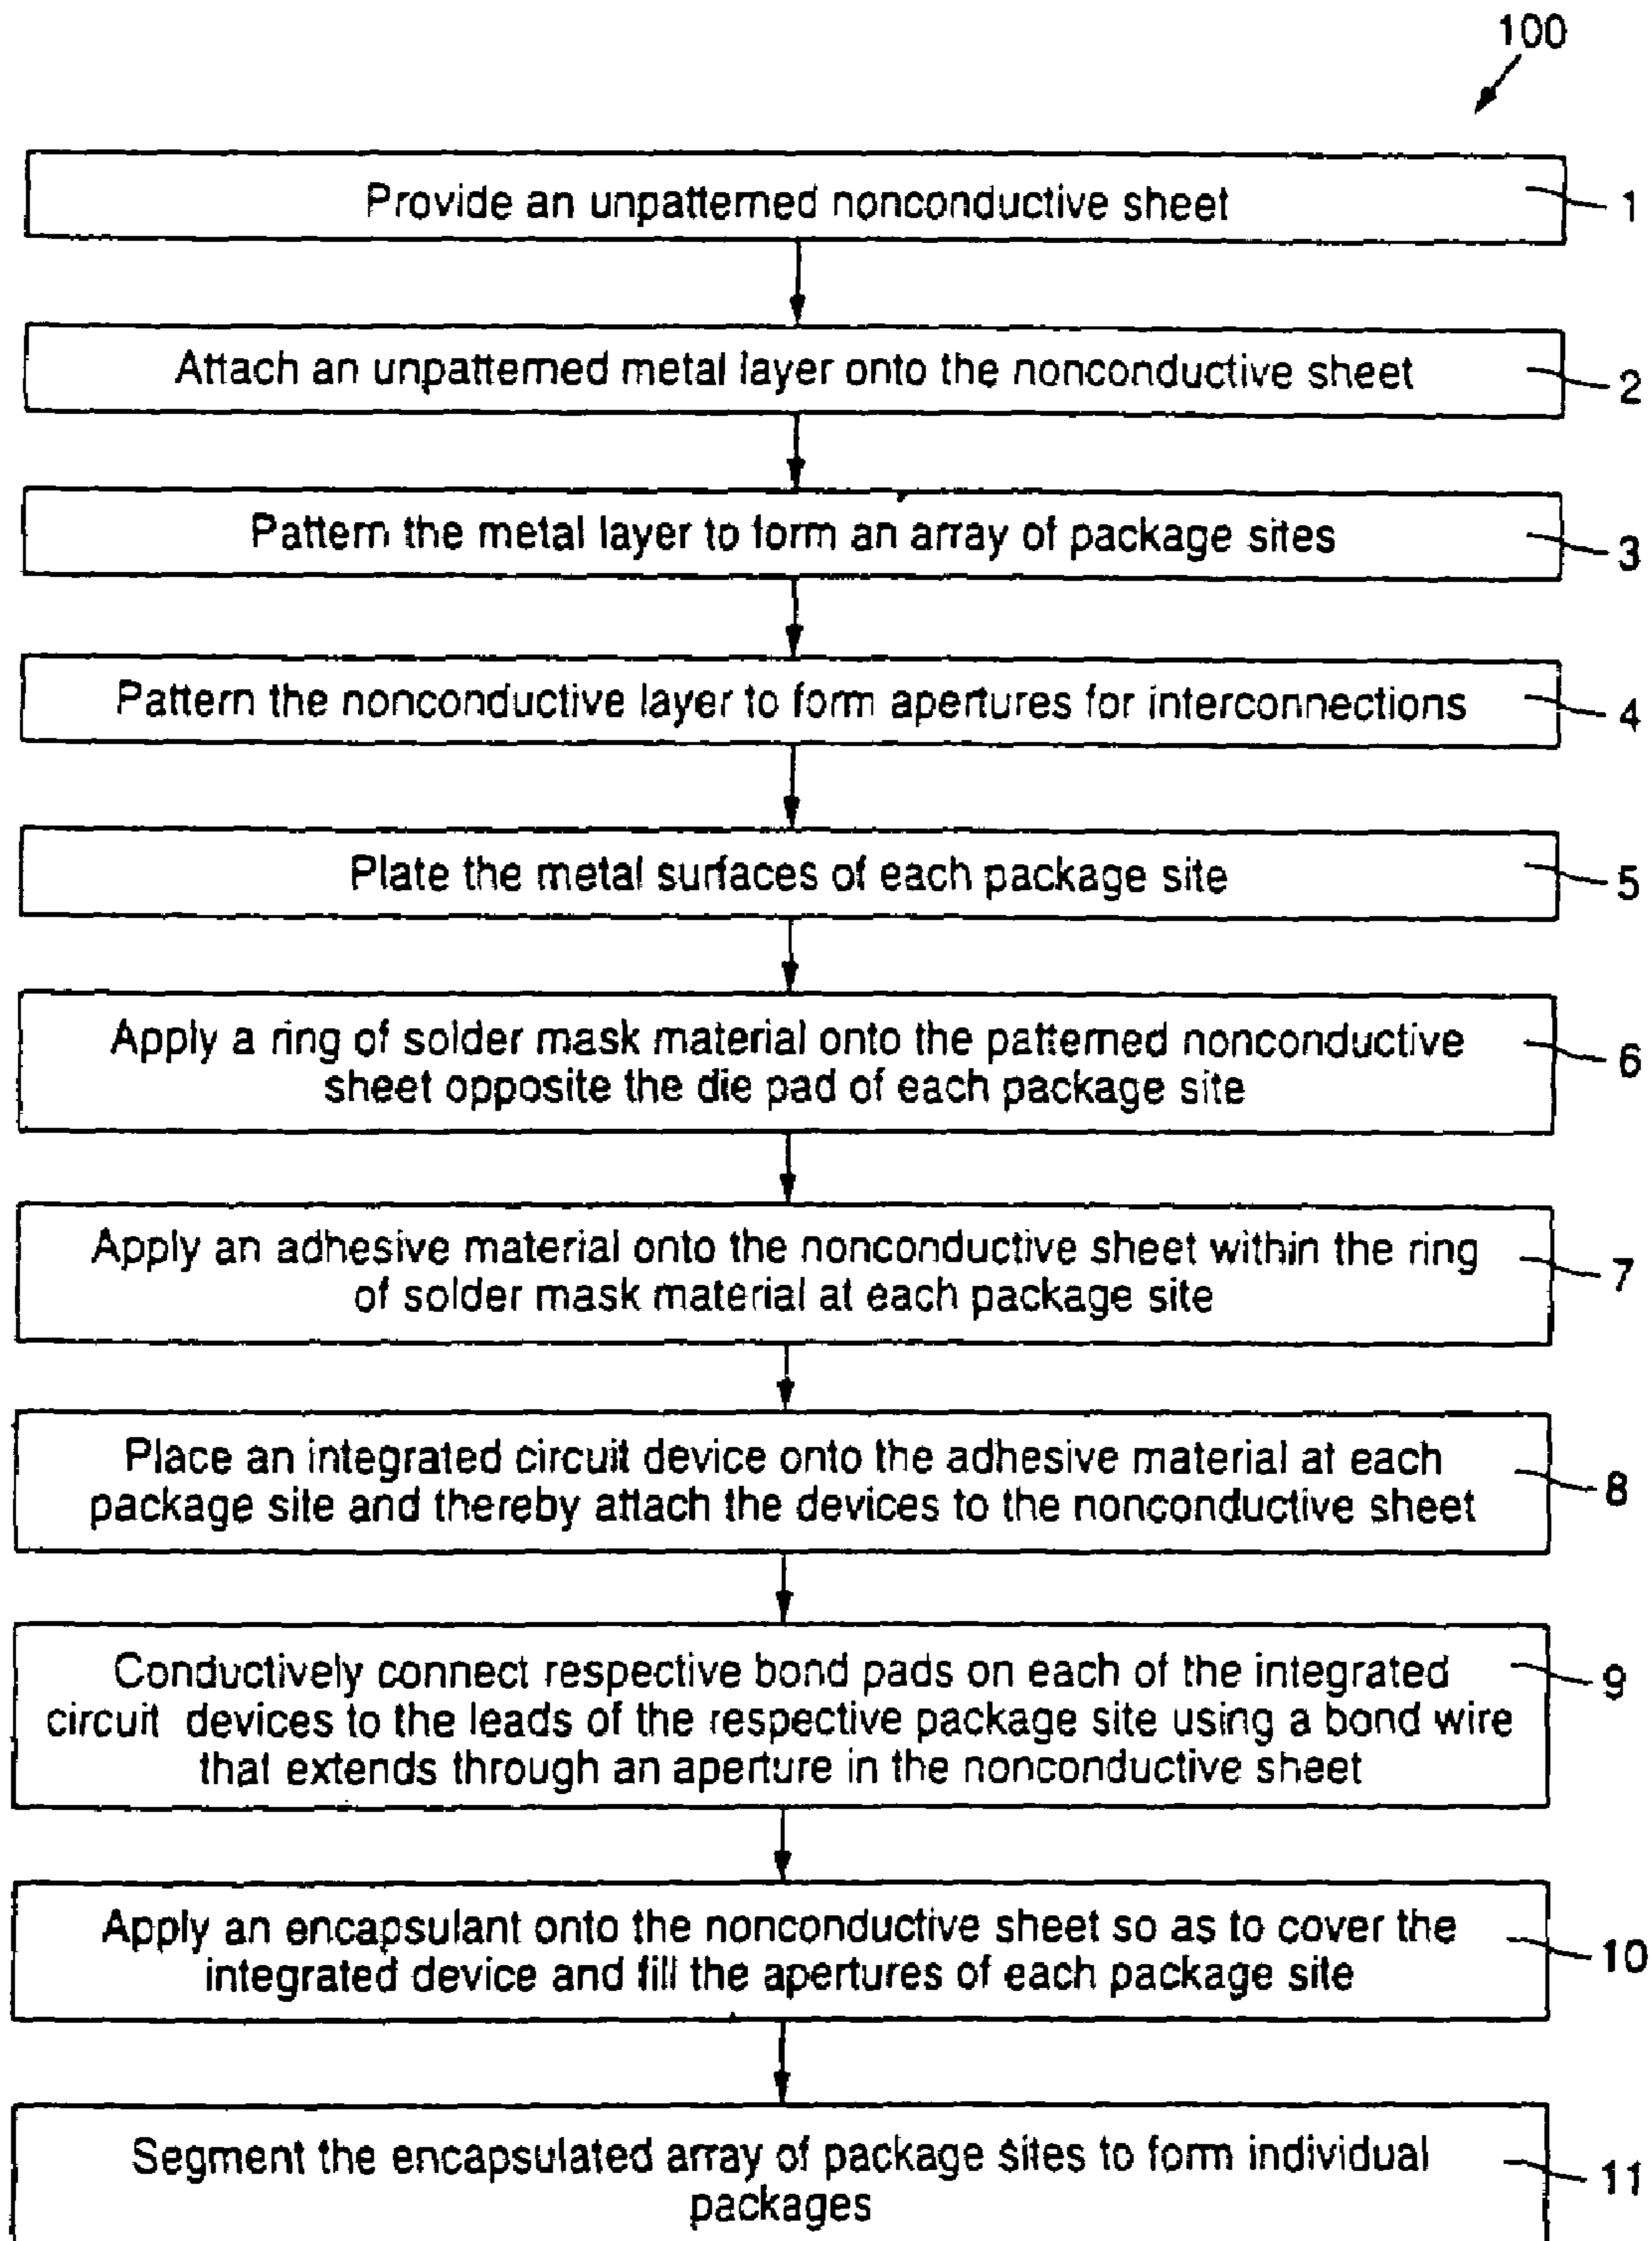 100
Provide an unpatterned nonconductive sheet
1
Attach an unpatterned metal layer onto the nonconductive sheet
2
Pattern the metal layer to form an array of package sites
3
Pattern the nonconductive layer to form apertures for interconnections
4
Plate the metal surfaces of each package site
5
Apply a ring of solder mask material onto the patterned nonconductive
sheet opposite the die pad of each package site
6
Apply an adhesive material onto the nonconductive sheet within the ring
of solder mask material at each package site
7
Place an integrated circuit device onto the adhesive material at each
package site and thereby attach the devices to the nonconductive sheet
8
Conductively connect respective bond pads on each of the integrated
circuit devices to the leads of the respective package site using a bond wire
that extends through an aperture in the nonconductive sheet
9
Apply an encapsulant onto the nonconductive sheet so as to cover the
integrated device and fill the apertures of each package site
10
Segment the encapsulated array of package sites to form individual
packages
11